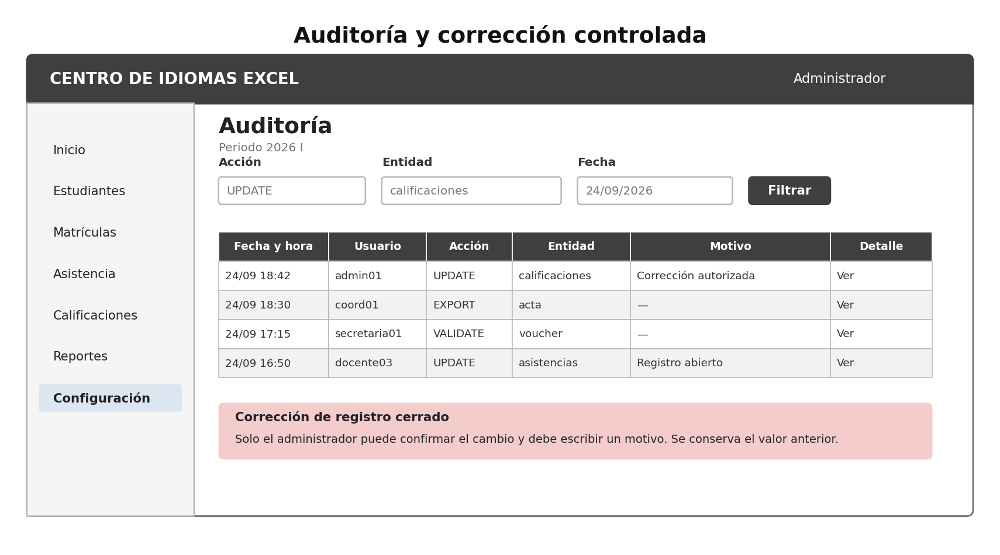 Auditoría y corrección controlada
CENTRO DE IDIOMAS EXCEL
Administrador
Inicio
Estudiantes
Matrículas
Asistencia
Calificaciones
Reportes
Configuración
Auditoría
Periodo 2026 I
Acción Entidad Fecha
UPDATE calificaciones 24/09/2026 Filtrar
Fecha y hora Usuario Acción Entidad Motivo Detalle
24/09 18:42 admin01 UPDATE calificaciones Corrección autorizada Ver
24/09 18:30 coord01 EXPORT acta — Ver
24/09 17:15 secretaria01 VALIDATE voucher — Ver
24/09 16:50 docente03 UPDATE asistencias Registro abierto Ver
Corrección de registro cerrado
Solo el administrador puede confirmar el cambio y debe escribir un motivo. Se conserva el valor anterior.